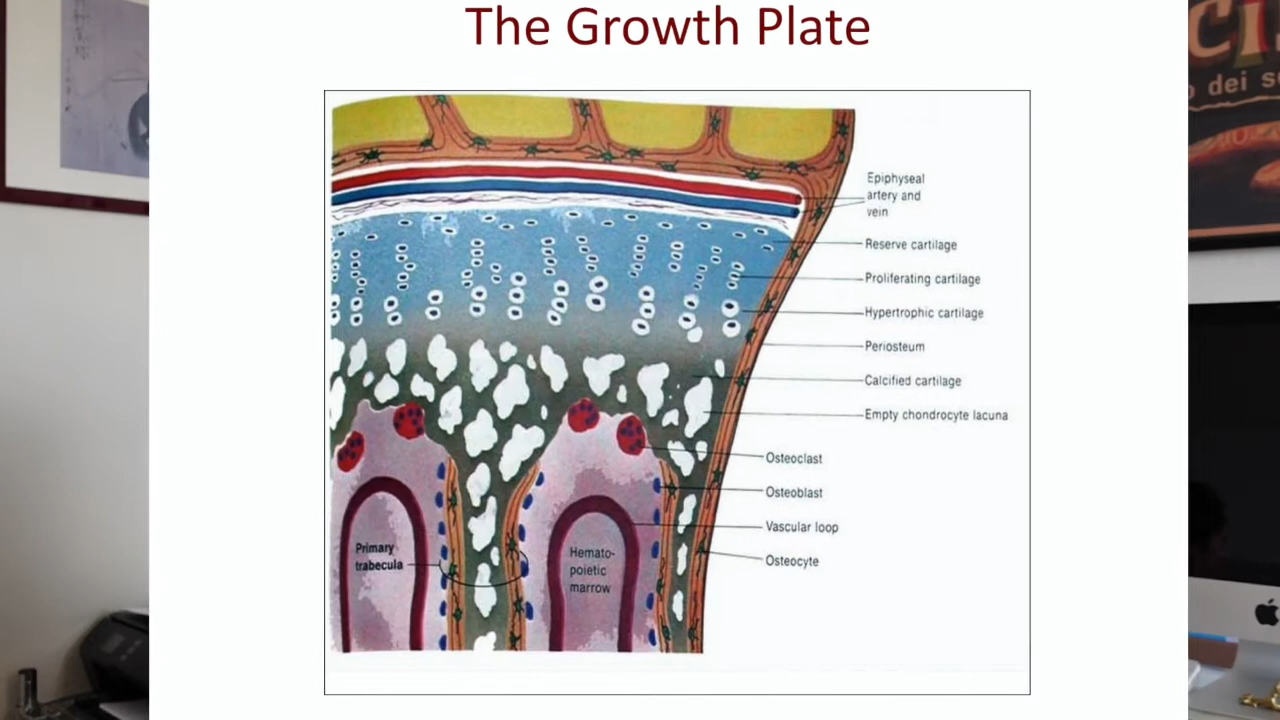 The Growth Plate
Epiphyseal
artery and
vein
Reserve cartilage
Proliferating cartilage
Hypertrophic cartilage
Periosteum
Calcified cartilage
Empty chondrocyte lacuna
Osteoclast
Osteoblast
Vascular loop
Osteocyte
Primary
trabecula
Hemato-
poietic
marrow
dei